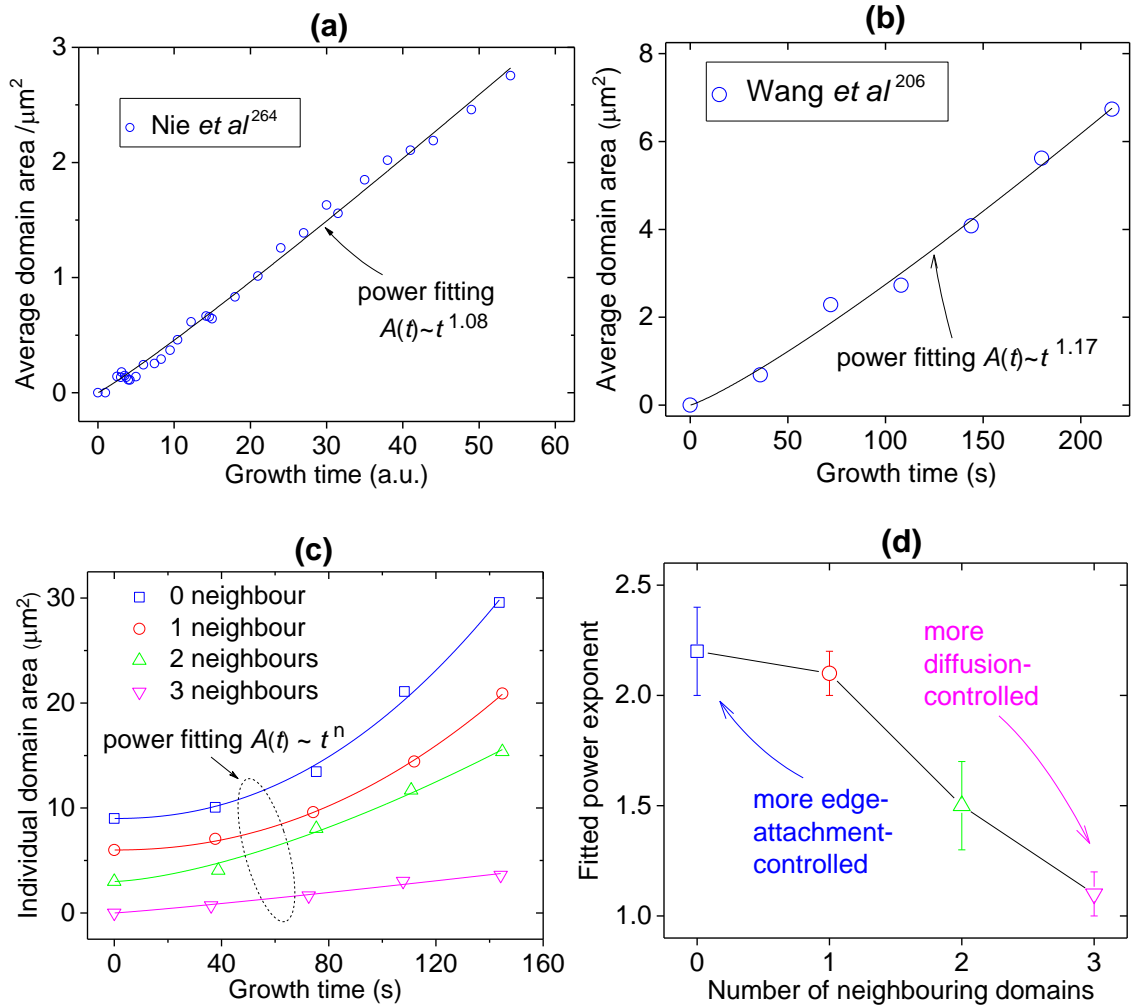 (a)
3
2
1
0
Average domain area /μm²
Nie et al²⁶⁴
power fitting
A(t)~t ¹·⁰⁸
0 10 20 30 40 50 60
Growth time (a.u.)
(b)
8
6
4
2
0
Average domain area (μm²)
Wang et al²⁰⁶
power fitting A(t)~t ¹·¹⁷
0 50 100 150 200
Growth time (s)
(c)
30
20
10
0
Individual domain area (μm²)
0 neighbour
1 neighbour
2 neighbours
3 neighbours
power fitting A(t) ~ tⁿ
0 40 80 120 160
Growth time (s)
(d)
2.5
2.0
1.5
1.0
Fitted power exponent
more
diffusion-
controlled
more edge-
attachment-
controlled
0 1 2 3
Number of neighbouring domains